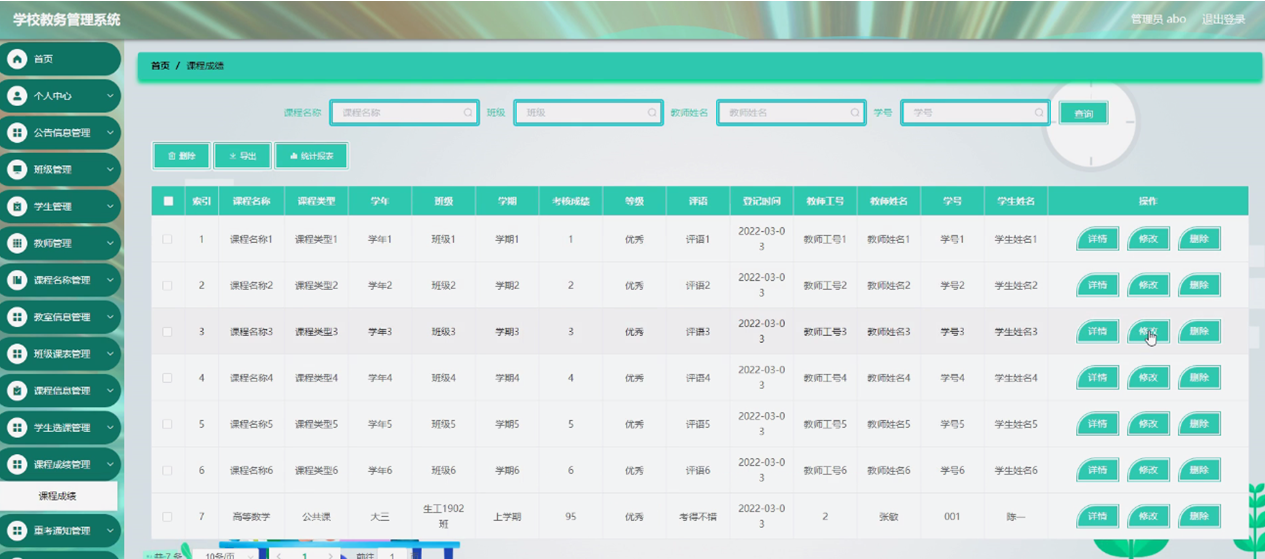 学校教务管理系统
管理员 abo 退出登录
首页
个人中心
公告信息管理
班级管理
学生管理
教师管理
课程名称管理
教室信息管理
班级课表管理
课程信息管理
学生选课管理
课程成绩管理
课程成绩
重考通知管理
首页 / 课程成绩
课程名称 课程名称 班级 班级 教师姓名 教师姓名 学号 学号 查询
删除 导出 统计报表
索引 课程名称 课程类型 学年 班级 学期 考核成绩 等级 评语 登记时间 教师工号 教师姓名 学号 学生姓名 操作
1 课程名称1 课程类型1 学年1 班级1 学期1 1 优秀 评语1 2022-03-03 教师工号1 教师姓名1 学号1 学生姓名1 详情 修改 删除
2 课程名称2 课程类型2 学年2 班级2 学期2 2 优秀 评语2 2022-03-03 教师工号2 教师姓名2 学号2 学生姓名2 详情 修改 删除
3 课程名称3 课程类型3 学年3 班级3 学期3 3 优秀 评语3 2022-03-03 教师工号3 教师姓名3 学号3 学生姓名3 详情 修改 删除
4 课程名称4 课程类型4 学年4 班级4 学期4 4 优秀 评语4 2022-03-03 教师工号4 教师姓名4 学号4 学生姓名4 详情 修改 删除
5 课程名称5 课程类型5 学年5 班级5 学期5 5 优秀 评语5 2022-03-03 教师工号5 教师姓名5 学号5 学生姓名5 详情 修改 删除
6 课程名称6 课程类型6 学年6 班级6 学期6 6 优秀 评语6 2022-03-03 教师工号6 教师姓名6 学号6 学生姓名6 详情 修改 删除
7 高等数学 公共课 大三 生工1902班 上学期 95 优秀 考得不错 2022-03-03 2 张敏 001 陈一 详情 修改 删除
共 7 条 10条/页 1 前往 1